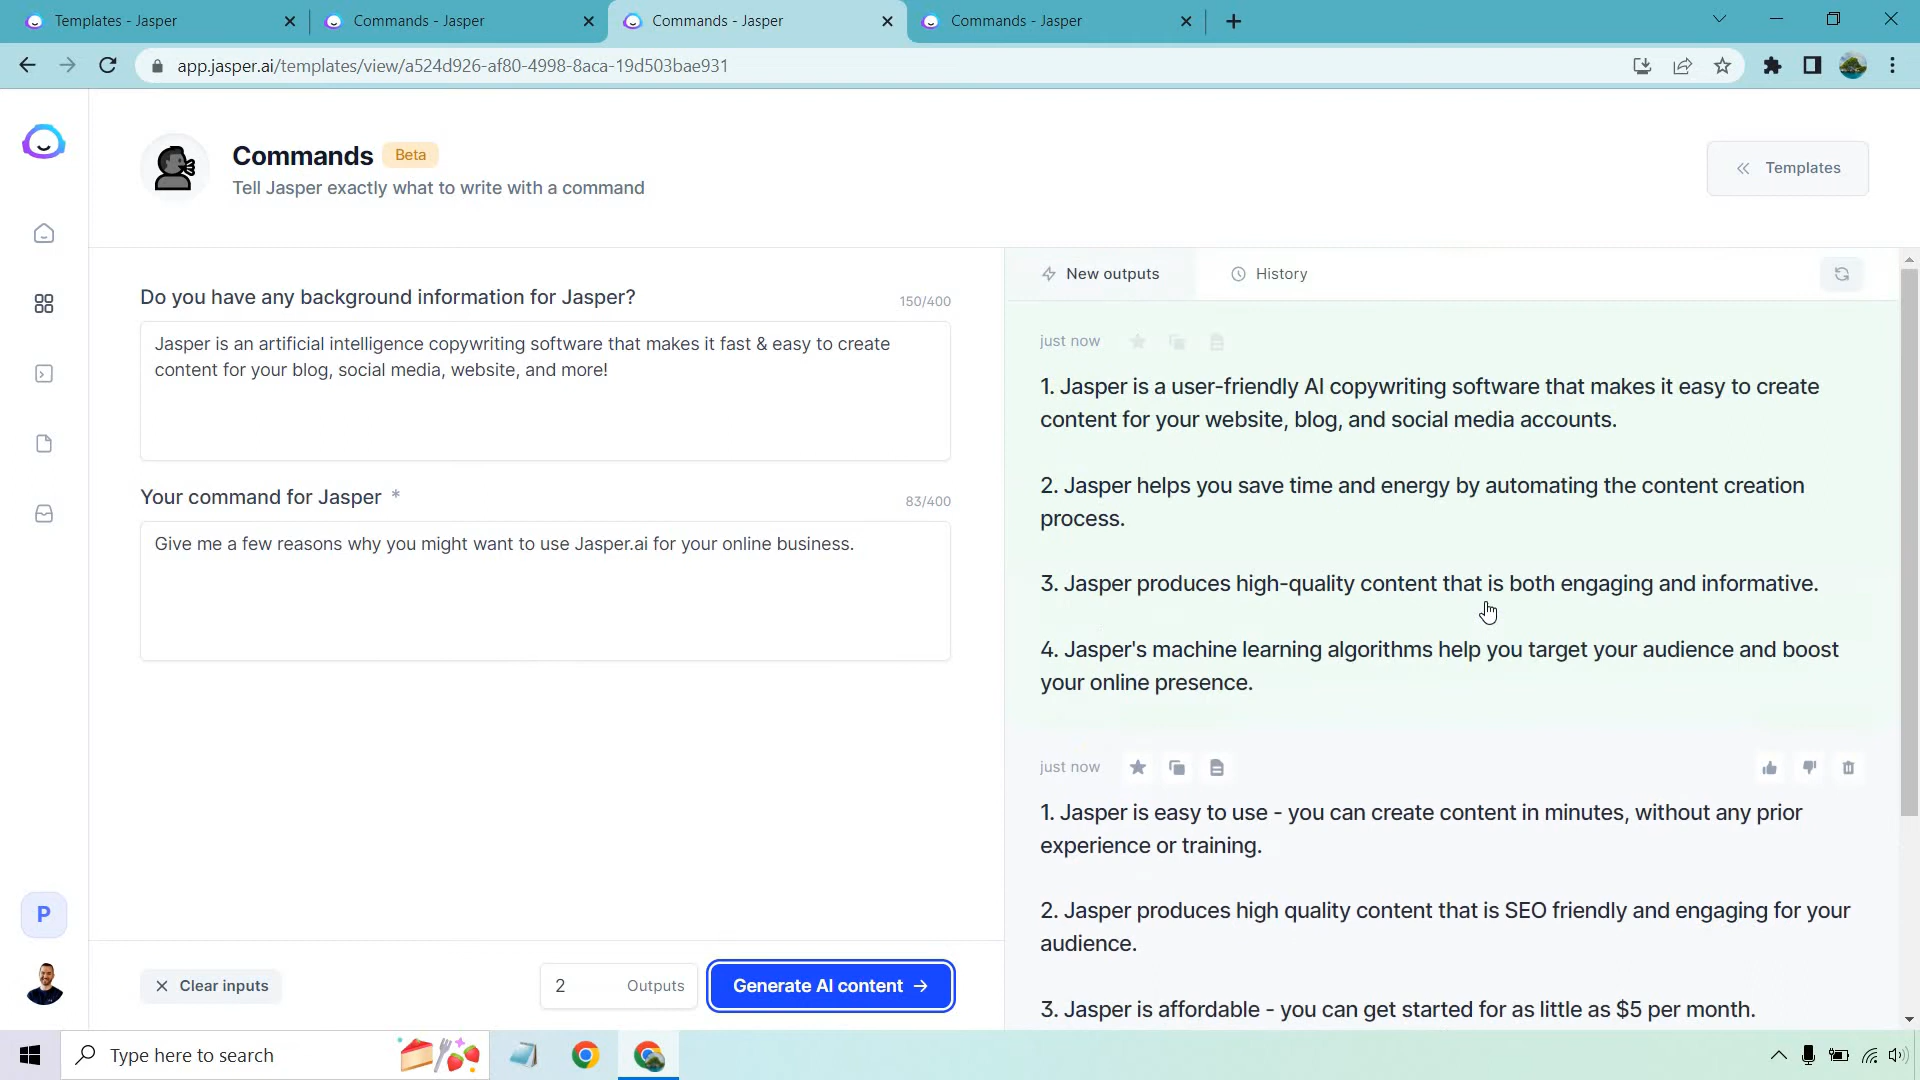 Templates - Jasper
Commands - Jasper
Commands - Jasper
Commands - Jasper
app.jasper.ai/templates/view/a524d926-af80-4998-8aca-19d503bae931
Commands
Beta
Tell Jasper exactly what to write with a command
Templates
Do you have any background information for Jasper?
150/400
Jasper is an artificial intelligence copywriting software that makes it fast & easy to create
content for your blog, social media, website, and more!
Your command for Jasper *
83/400
Give me a few reasons why you might want to use Jasper.ai for your online business.
P
Clear inputs
2
Outputs
Generate AI content →
New outputs
History
just now
1. Jasper is a user-friendly AI copywriting software that makes it easy to create
content for your website, blog, and social media accounts.
2. Jasper helps you save time and energy by automating the content creation
process.
3. Jasper produces high-quality content that is both engaging and informative.
4. Jasper's machine learning algorithms help you target your audience and boost
your online presence.
just now
1. Jasper is easy to use - you can create content in minutes, without any prior
experience or training.
2. Jasper produces high quality content that is SEO friendly and engaging for your
audience.
3. Jasper is affordable - you can get started for as little as $5 per month.
Type here to search